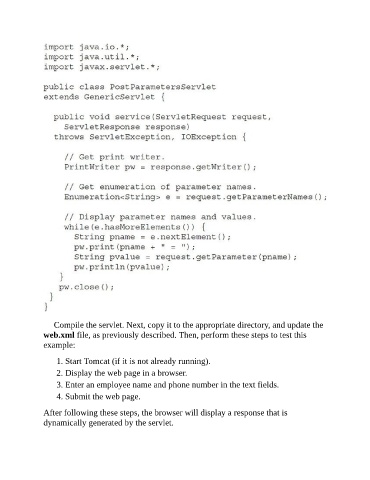 import java.io.*;
import java.util.*;
import javax.servlet.*;
public class PostParametersServlet
extends GenericServlet {
public void service(ServletRequest request,
ServletResponse response)
throws ServletException, IOException {
// Get print writer.
PrintWriter pw = response.getWriter();
// Get enumeration of parameter names.
Enumeration<String> e = request.getParameterNames();
// Display parameter names and values.
while(e.hasMoreElements()) {
String pname = e.nextElement();
pw.print(pname + " = ");
String pvalue = request.getParameter(pname);
pw.println(pvalue);
}
pw.close();
}
}
Compile the servlet. Next, copy it to the appropriate directory, and update the
web.xml file, as previously described. Then, perform these steps to test this
example:
1. Start Tomcat (if it is not already running).
2. Display the web page in a browser.
3. Enter an employee name and phone number in the text fields.
4. Submit the web page.
After following these steps, the browser will display a response that is
dynamically generated by the servlet.